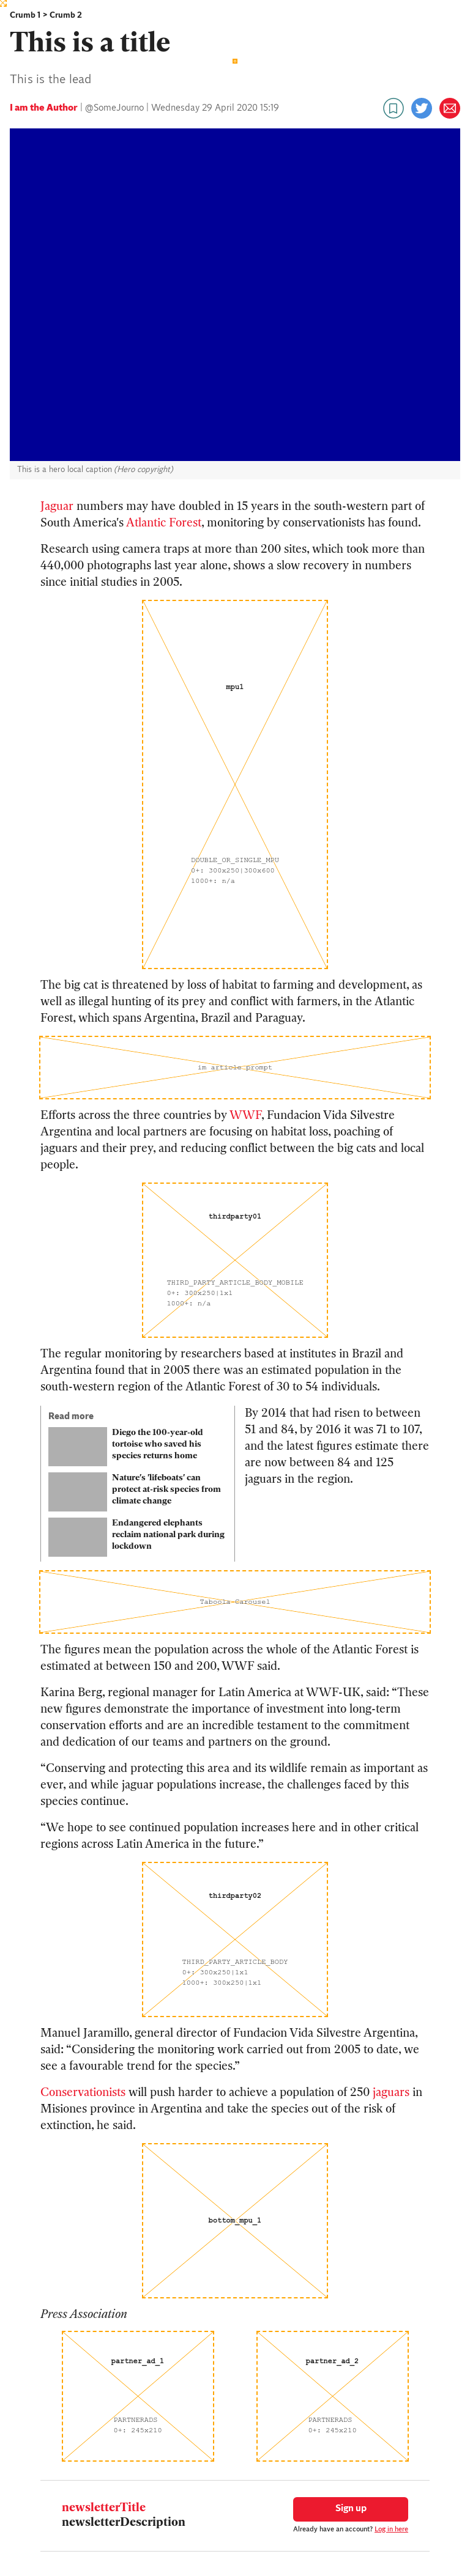 Crumb 1 > Crumb 2
This is a title
This is the lead
I am the Author | @SomeJourno | Wednesday 29 April 2020 15:19
This is a hero local caption (Hero copyright)
Jaguar numbers may have doubled in 15 years in the south-western part of
South America's Atlantic Forest, monitoring by conservationists has found.
Research using camera traps at more than 200 sites, which took more than
440,000 photographs last year alone, shows a slow recovery in numbers
since initial studies in 2005.
mpu1
DOUBLE_OR_SINGLE_MPU
0+: 300x250|300x600
1000+: n/a
The big cat is threatened by loss of habitat to farming and development, as
well as illegal hunting of its prey and conflict with farmers, in the Atlantic
Forest, which spans Argentina, Brazil and Paraguay.
im article prompt
Efforts across the three countries by WWF, Fundacion Vida Silvestre
Argentina and local partners are focusing on habitat loss, poaching of
jaguars and their prey, and reducing conflict between the big cats and local
people.
thirdparty01
THIRD_PARTY_ARTICLE_BODY_MOBILE
0+: 300x250|1x1
1000+: n/a
The regular monitoring by researchers based at institutes in Brazil and
Argentina found that in 2005 there was an estimated population in the
south-western region of the Atlantic Forest of 30 to 54 individuals.
Read more
Diego the 100-year-old
tortoise who saved his
species returns home
Nature's 'lifeboats' can
protect at-risk species from
climate change
Endangered elephants
reclaim national park during
lockdown
By 2014 that had risen to between
51 and 84, by 2016 it was 71 to 107,
and the latest figures estimate there
are now between 84 and 125
jaguars in the region.
Taboola Carousel
The figures mean the population across the whole of the Atlantic Forest is
estimated at between 150 and 200, WWF said.
Karina Berg, regional manager for Latin America at WWF-UK, said: “These
new figures demonstrate the importance of investment into long-term
conservation efforts and are an incredible testament to the commitment
and dedication of our teams and partners on the ground.
“Conserving and protecting this area and its wildlife remain as important as
ever, and while jaguar populations increase, the challenges faced by this
species continue.
“We hope to see continued population increases here and in other critical
regions across Latin America in the future.”
thirdparty02
THIRD_PARTY_ARTICLE_BODY
0+: 300x250|1x1
1000+: 300x250|1x1
Manuel Jaramillo, general director of Fundacion Vida Silvestre Argentina,
said: “Considering the monitoring work carried out from 2005 to date, we
see a favourable trend for the species.”
Conservationists will push harder to achieve a population of 250 jaguars in
Misiones province in Argentina and take the species out of the risk of
extinction, he said.
bottom_mpu_1
Press Association
partner_ad_1
PARTNERADS
0+: 245x210
partner_ad_2
PARTNERADS
0+: 245x210
newsletterTitle
newsletterDescription
Sign up
Already have an account? Log in here